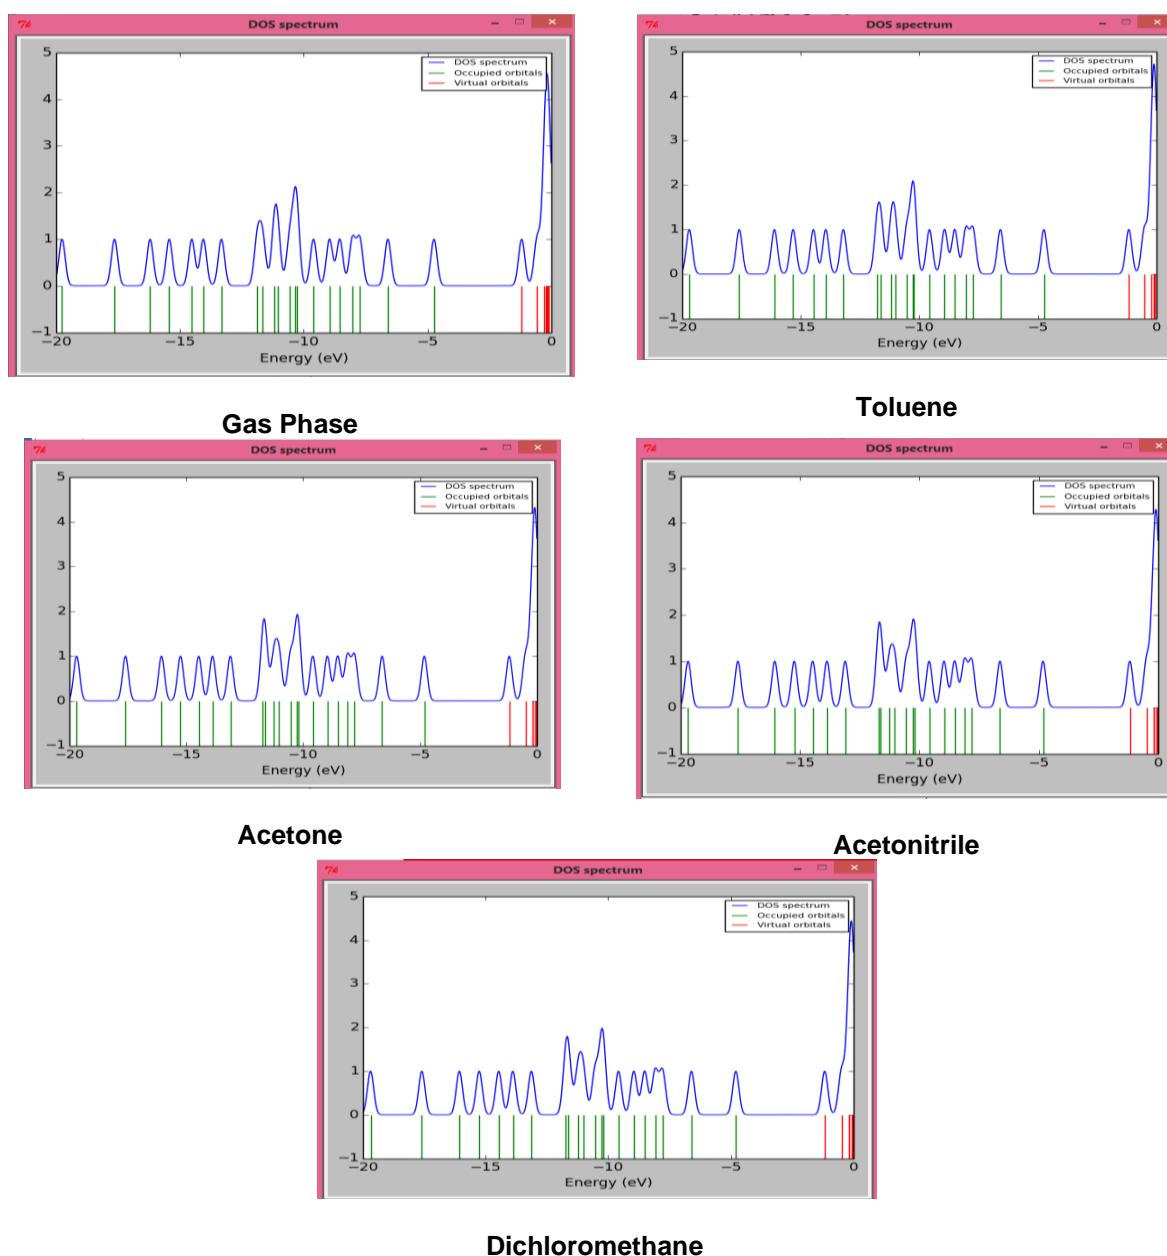 DOS spectrum
5
4
3
2
1
0
−1
−20
−15
−10
−5
0
Energy (eV)
DOS spectrum
Occupied orbitals
Virtual orbitals
Gas Phase
DOS spectrum
5
4
3
2
1
0
−1
−20
−15
−10
−5
0
Energy (eV)
DOS spectrum
Occupied orbitals
Virtual orbitals
Toluene
DOS spectrum
5
4
3
2
1
0
−1
−20
−15
−10
−5
0
Energy (eV)
DOS spectrum
Occupied orbitals
Virtual orbitals
Acetone
DOS spectrum
5
4
3
2
1
0
−1
−20
−15
−10
−5
0
Energy (eV)
DOS spectrum
Occupied orbitals
Virtual orbitals
Acetonitrile
DOS spectrum
5
4
3
2
1
0
−1
−20
−15
−10
−5
0
Energy (eV)
DOS spectrum
Occupied orbitals
Virtual orbitals
Dichloromethane